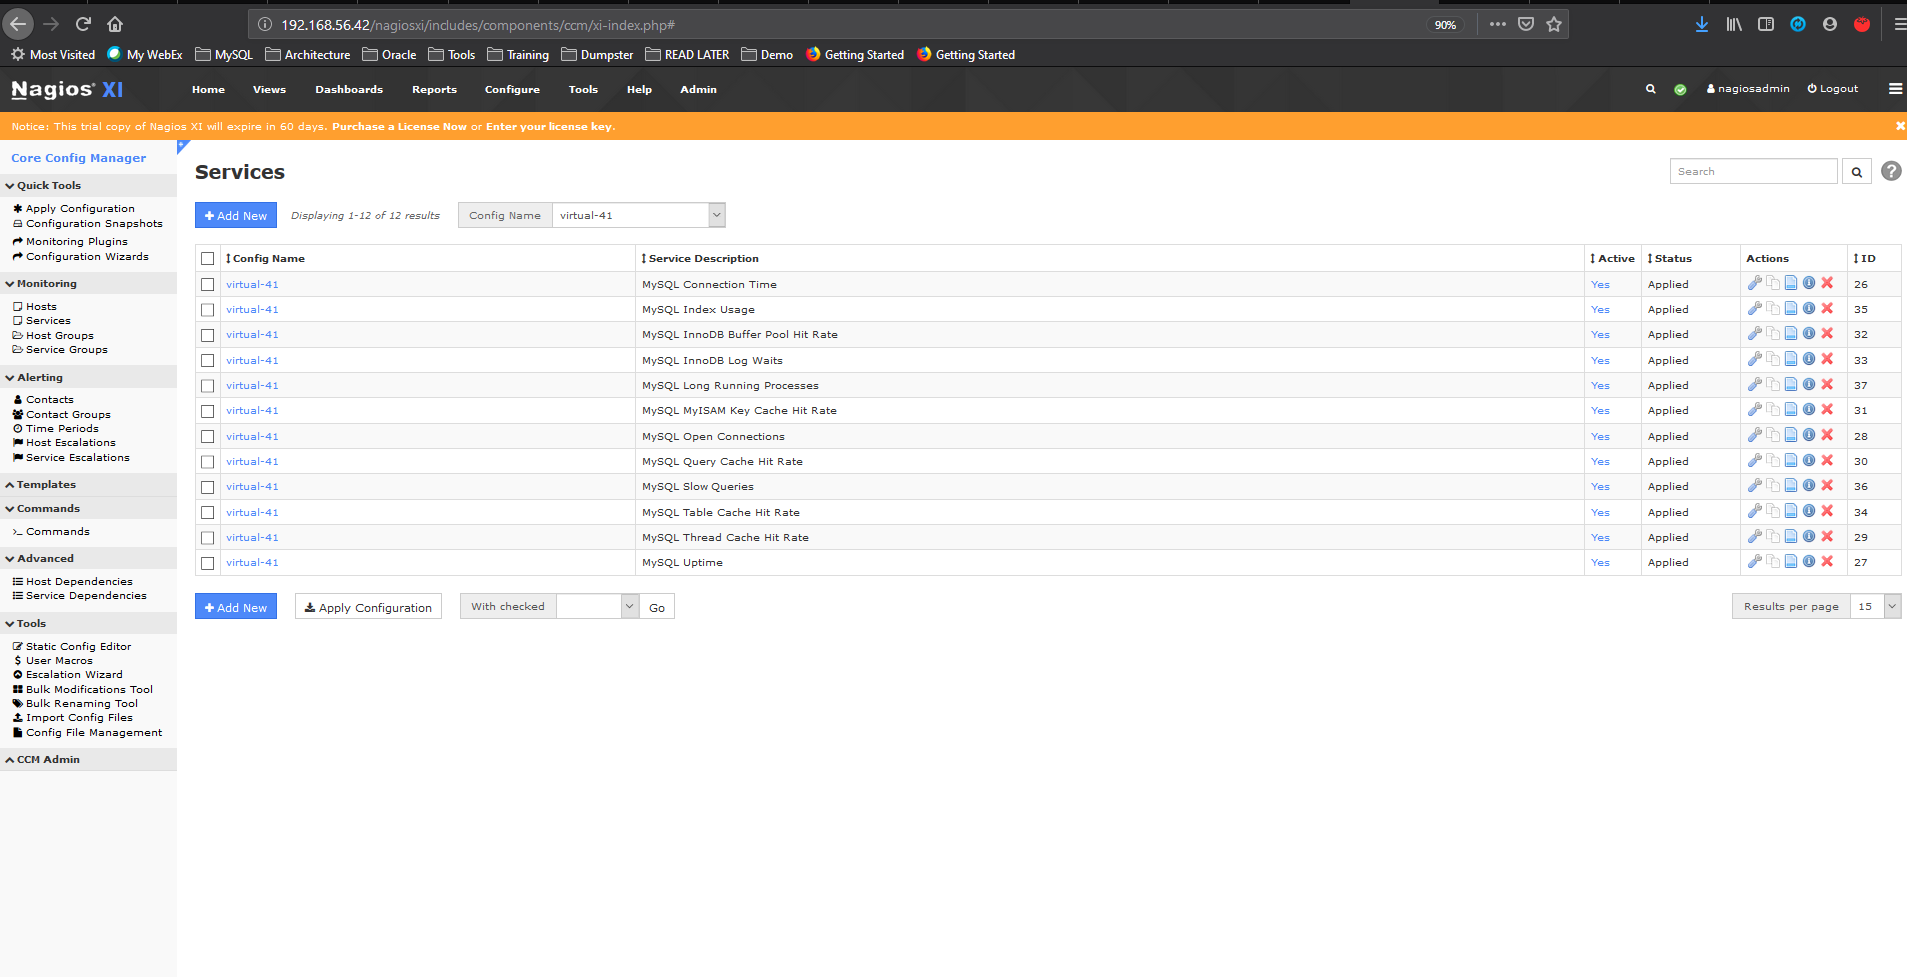 192.168.56.42/nagiosxi/includes/components/ccm/xi-index.php#
90%
Most Visited My WebEx MySQL Architecture Oracle Tools Training Dumpster READ LATER Demo Getting Started Getting Started
Nagios® XI Home Views Dashboards Reports Configure Tools Help Admin nagiosadmin Logout
Notice: This trial copy of Nagios XI will expire in 60 days. Purchase a License Now or Enter your license key.
Core Config Manager
Quick Tools
Apply Configuration
Configuration Snapshots
Monitoring Plugins
Configuration Wizards
Monitoring
Hosts
Services
Host Groups
Service Groups
Alerting
Contacts
Contact Groups
Time Periods
Host Escalations
Service Escalations
Templates
Commands
>_ Commands
Advanced
Host Dependencies
Service Dependencies
Tools
Static Config Editor
$ User Macros
Escalation Wizard
Bulk Modifications Tool
Bulk Renaming Tool
Import Config Files
Config File Management
CCM Admin
Services
Search
?
+ Add New Displaying 1-12 of 12 results Config Name virtual-41
Config Name Service Description Active Status Actions ID
virtual-41 MySQL Connection Time Yes Applied 26
virtual-41 MySQL Index Usage Yes Applied 35
virtual-41 MySQL InnoDB Buffer Pool Hit Rate Yes Applied 32
virtual-41 MySQL InnoDB Log Waits Yes Applied 33
virtual-41 MySQL Long Running Processes Yes Applied 37
virtual-41 MySQL MyISAM Key Cache Hit Rate Yes Applied 31
virtual-41 MySQL Open Connections Yes Applied 28
virtual-41 MySQL Query Cache Hit Rate Yes Applied 30
virtual-41 MySQL Slow Queries Yes Applied 36
virtual-41 MySQL Table Cache Hit Rate Yes Applied 34
virtual-41 MySQL Thread Cache Hit Rate Yes Applied 29
virtual-41 MySQL Uptime Yes Applied 27
+ Add New Apply Configuration With checked Go Results per page 15